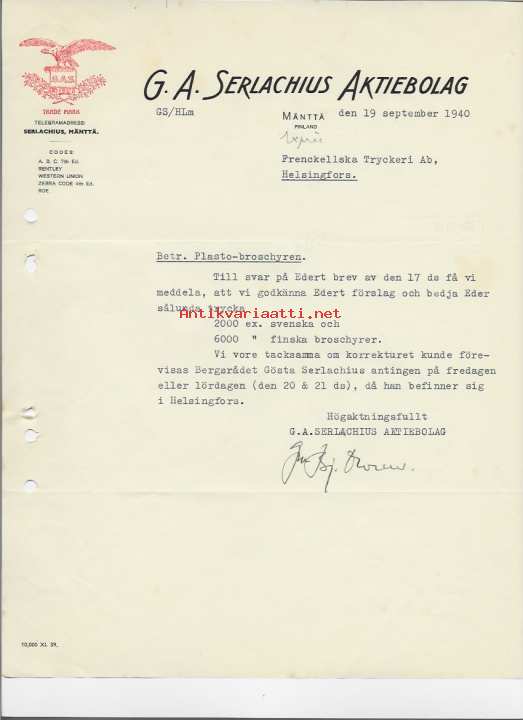 G.A.S.
TRADE MARK
TELEGRAMADRESS:
SERLACHIUS, MÄNTTÄ.
CODES:
A. B. C. 7th Ed.
BENTLEY
WESTERN UNION
ZEBRA CODE 4th Ed.
ROE
G. A. SERLACHIUS AKTIEBOLAG
GS/HLm
MÄNTTÄ den 19 september 1940
FINLAND
Frenckellska Tryckeri Ab,
Helsingfors.
Betr. Plasto-broschyren.
Till svar på Edert brev av den 17 ds få vi
meddela, att vi godkänna Edert förslag och bedja Eder
sålunda trycka
Antikvariaatti.net
2000 ex. svenska och
6000 " finska broschyrer.
Vi vore tacksamma om korrekturet kunde före-
visas Bergsrådet Gösta Serlachius antingen på fredagen
eller lördagen (den 20 & 21 ds), då han befinner sig
i Helsingfors.
Högaktningsfullt
G.A.SERLACHIUS AKTIEBOLAG
10,000 XI. 39.